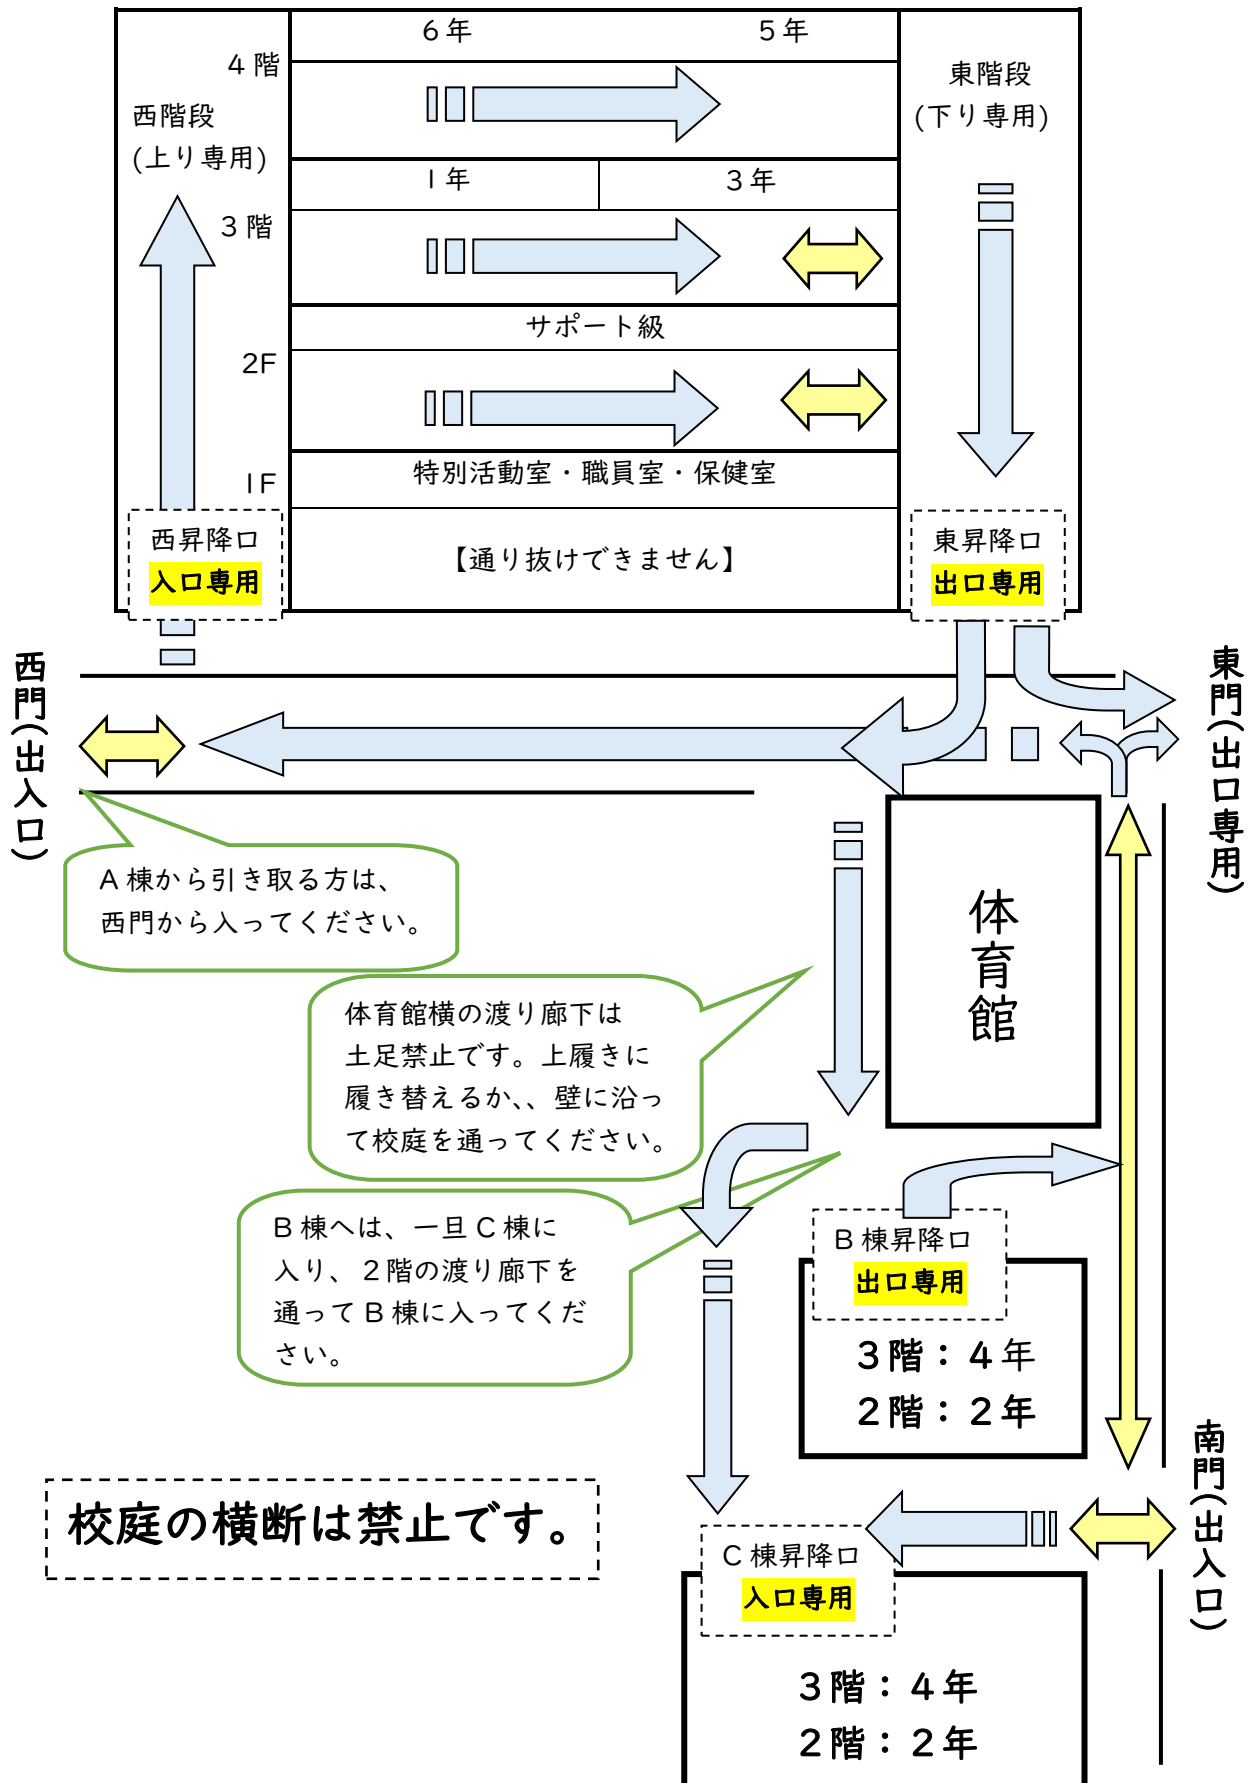 6年 5年
4階
東階段
(下り専用)
西階段
(上り専用)
1年 3年
3階
サポート級
2F
特別活動室・職員室・保健室
1F
西昇降口
入口専用
【通り抜けできません】
東昇降口
出口専用
西門(出入口)
東門(出口専用)
A棟から引き取る方は、
西門から入ってください。
体育館
体育館横の渡り廊下は
土足禁止です。上履きに
履き替えるか、、壁に沿っ
て校庭を通ってください。
B棟へは、一旦C棟に
入り、2階の渡り廊下を
通ってB棟に入ってくだ
さい。
B棟昇降口
出口専用
3階：4年
2階：2年
南門(出入口)
校庭の横断は禁止です。
C棟昇降口
入口専用
3階：4年
2階：2年